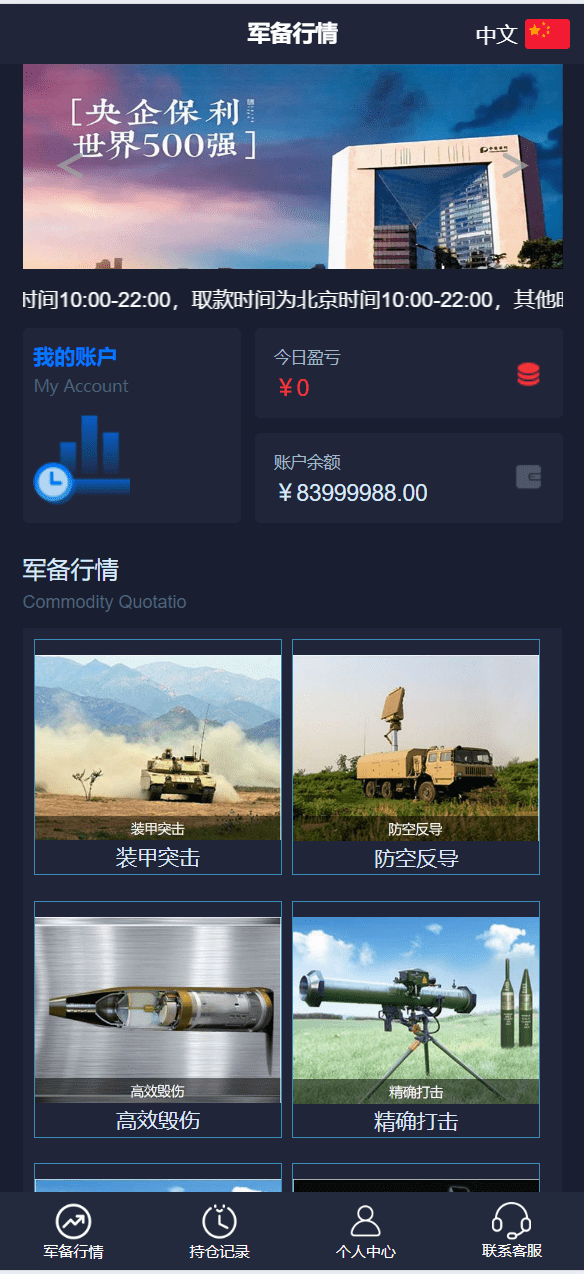 军备行情
中文
[央企保利
世界500强]
时间10:00-22:00，取款时间为北京时间10:00-22:00，其他时
我的账户
My Account
今日盈亏
￥0
账户余额
￥83999988.00
军备行情
Commodity Quotatio
装甲突击
防空反导
装甲突击
防空反导
高效毁伤
精确打击
高效毁伤
精确打击
军备行情
持仓记录
个人中心
联系客服